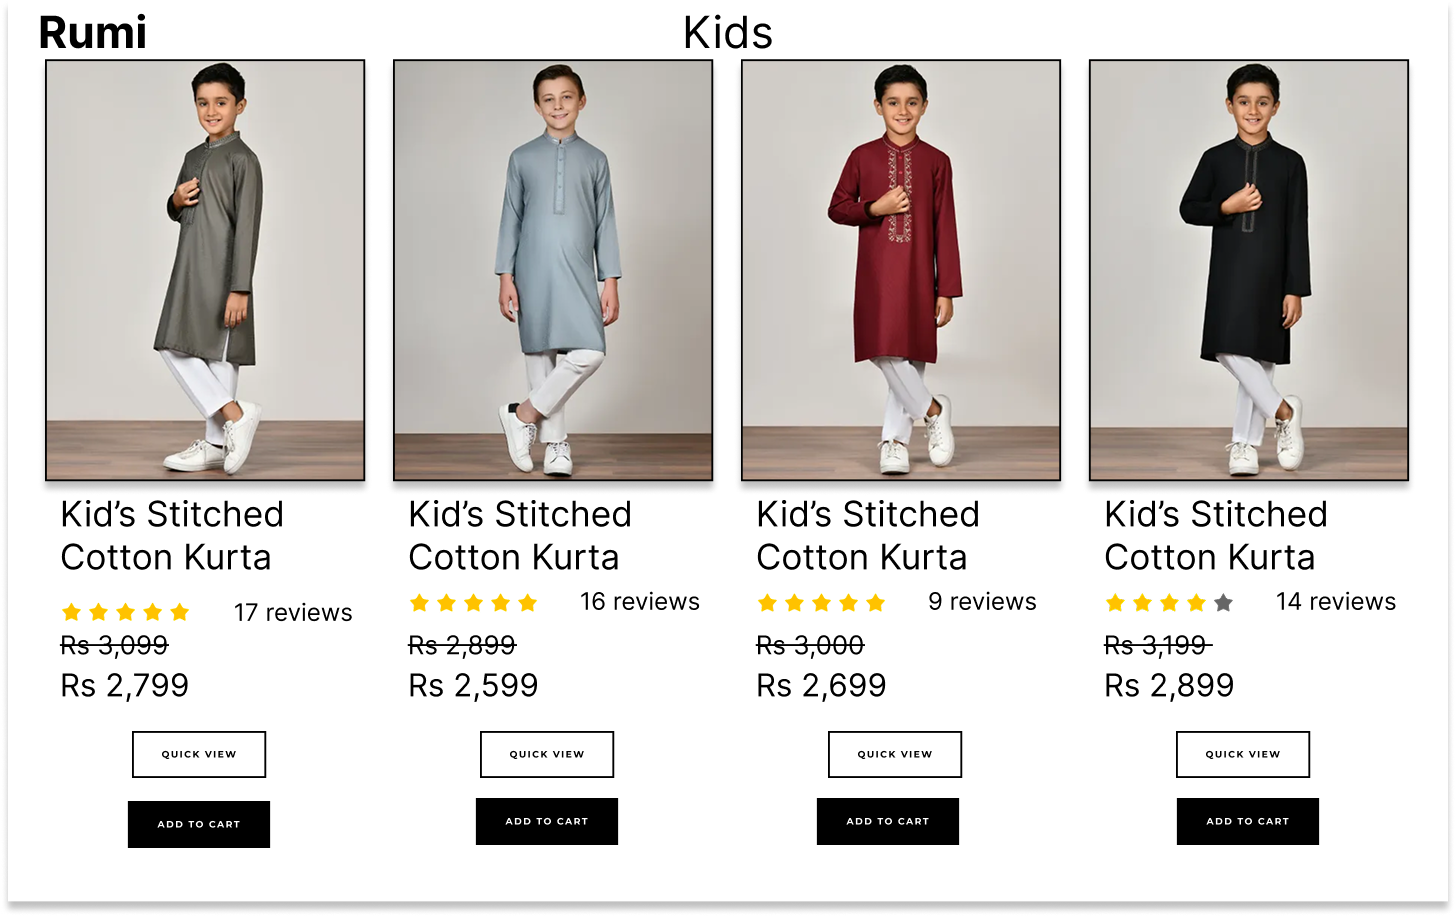 Rumi
Kids
Kid’s Stitched
Cotton Kurta
17 reviews
Rs 3,099
Rs 2,799
QUICK VIEW
ADD TO CART
Kid’s Stitched
Cotton Kurta
16 reviews
Rs 2,899
Rs 2,599
QUICK VIEW
ADD TO CART
Kid’s Stitched
Cotton Kurta
9 reviews
Rs 3,000
Rs 2,699
QUICK VIEW
ADD TO CART
Kid’s Stitched
Cotton Kurta
14 reviews
Rs 3,199
Rs 2,899
QUICK VIEW
ADD TO CART